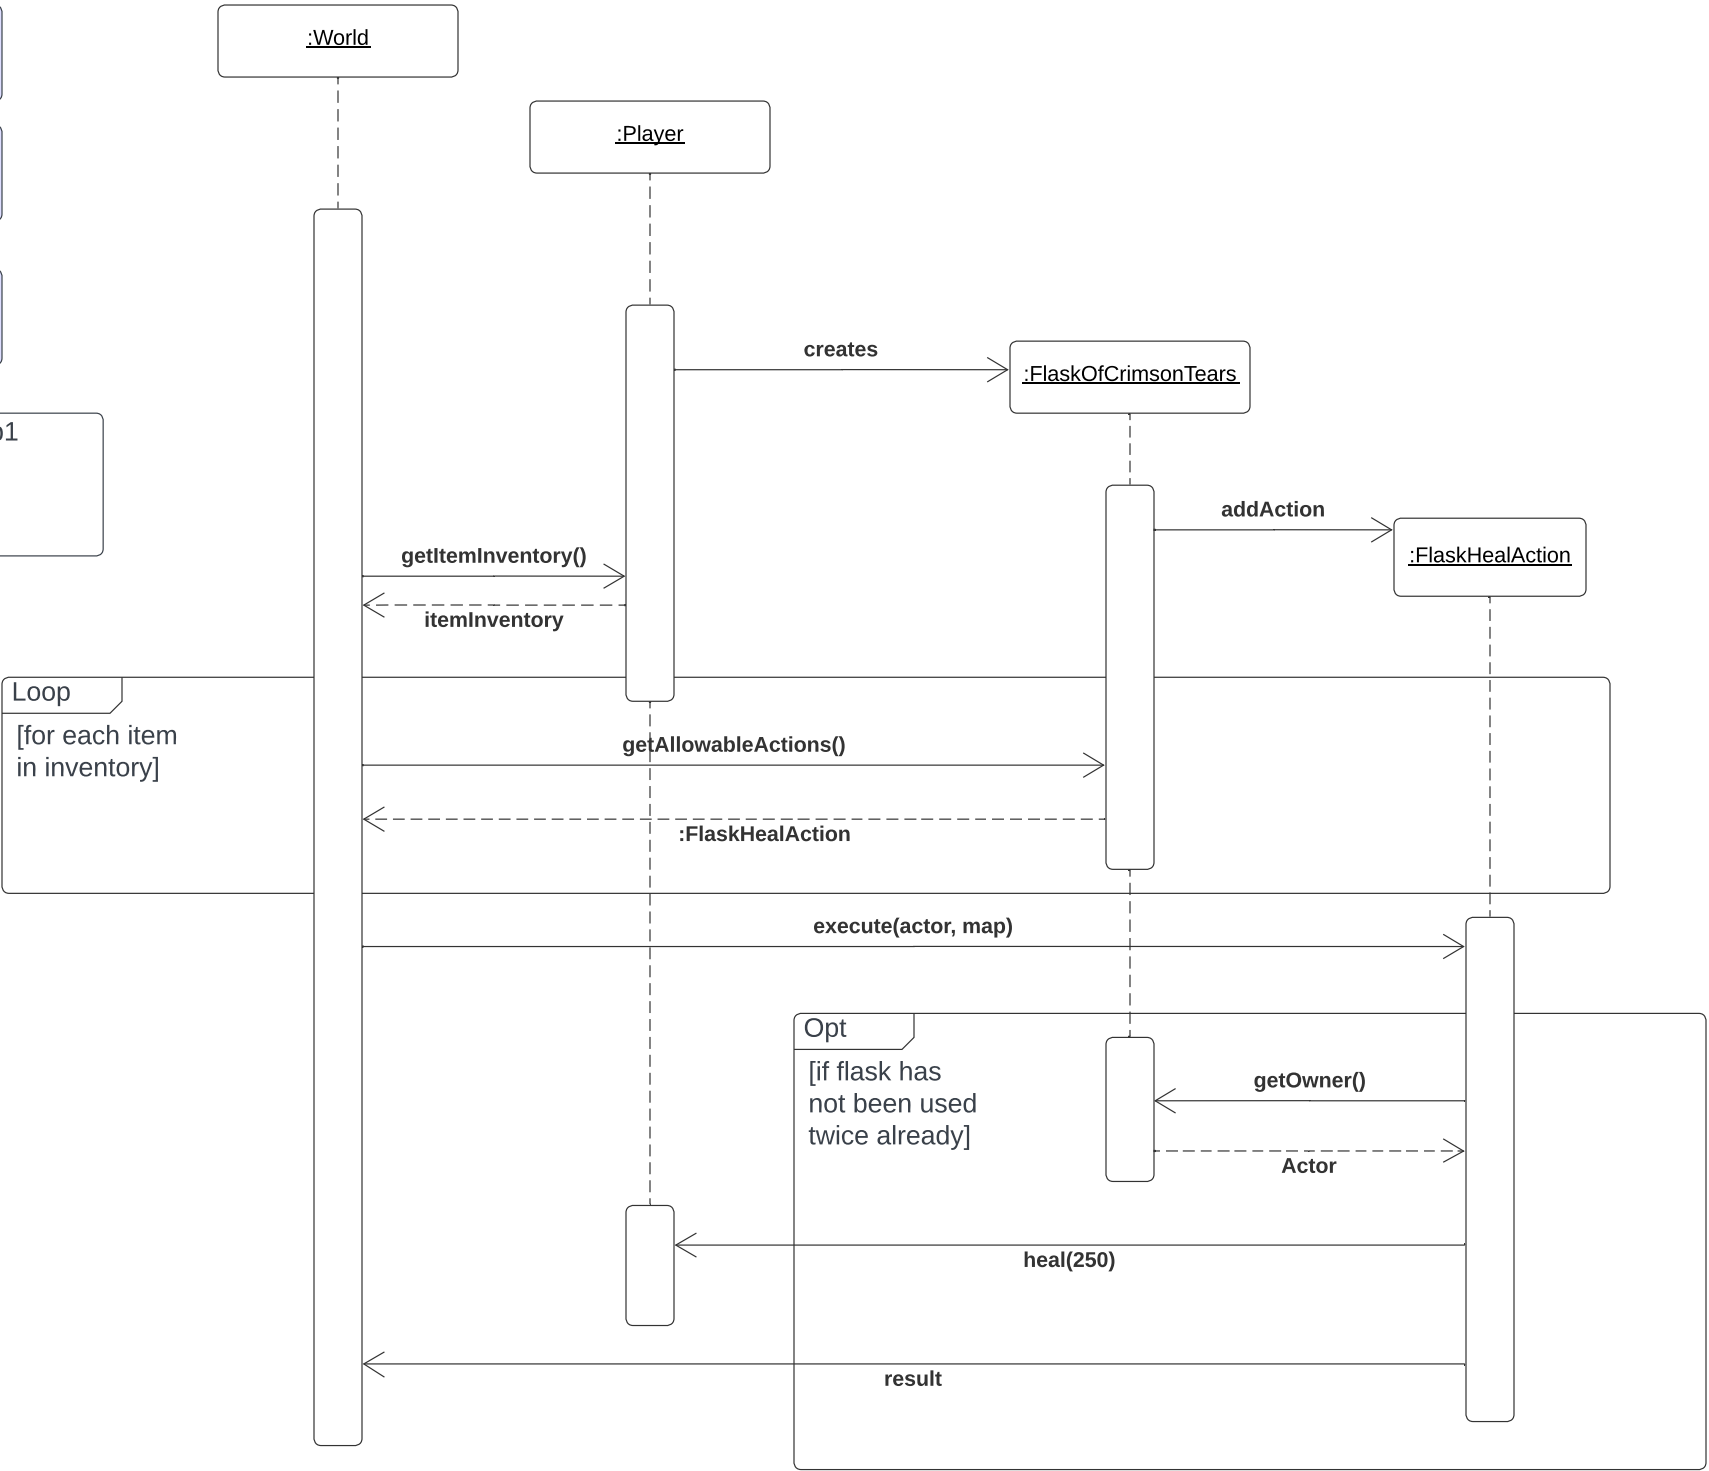 :World
:Player
creates
:FlaskOfCrimsonTears
addAction
:FlaskHealAction
getItemInventory()
itemInventory
Loop
[for each item
in inventory]
getAllowableActions()
:FlaskHealAction
execute(actor, map)
Opt
[if flask has
not been used
twice already]
getOwner()
Actor
heal(250)
result